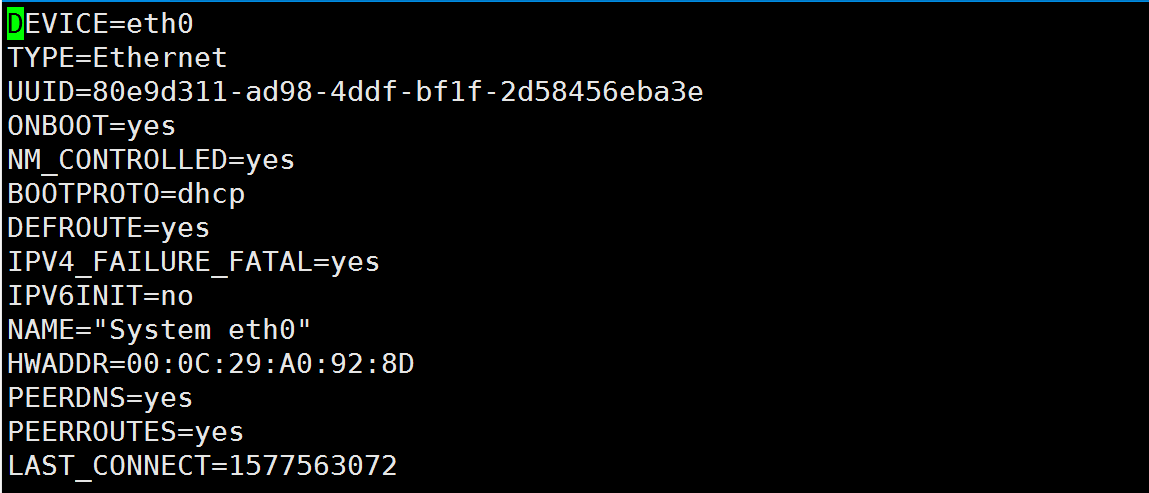 DEVICE=eth0
TYPE=Ethernet
UUID=80e9d311-ad98-4ddf-bf1f-2d58456eba3e
ONBOOT=yes
NM_CONTROLLED=yes
BOOTPROTO=dhcp
DEFROUTE=yes
IPV4_FAILURE_FATAL=yes
IPV6INIT=no
NAME="System eth0"
HWADDR=00:0C:29:A0:92:8D
PEERDNS=yes
PEERROUTES=yes
LAST_CONNECT=1577563072